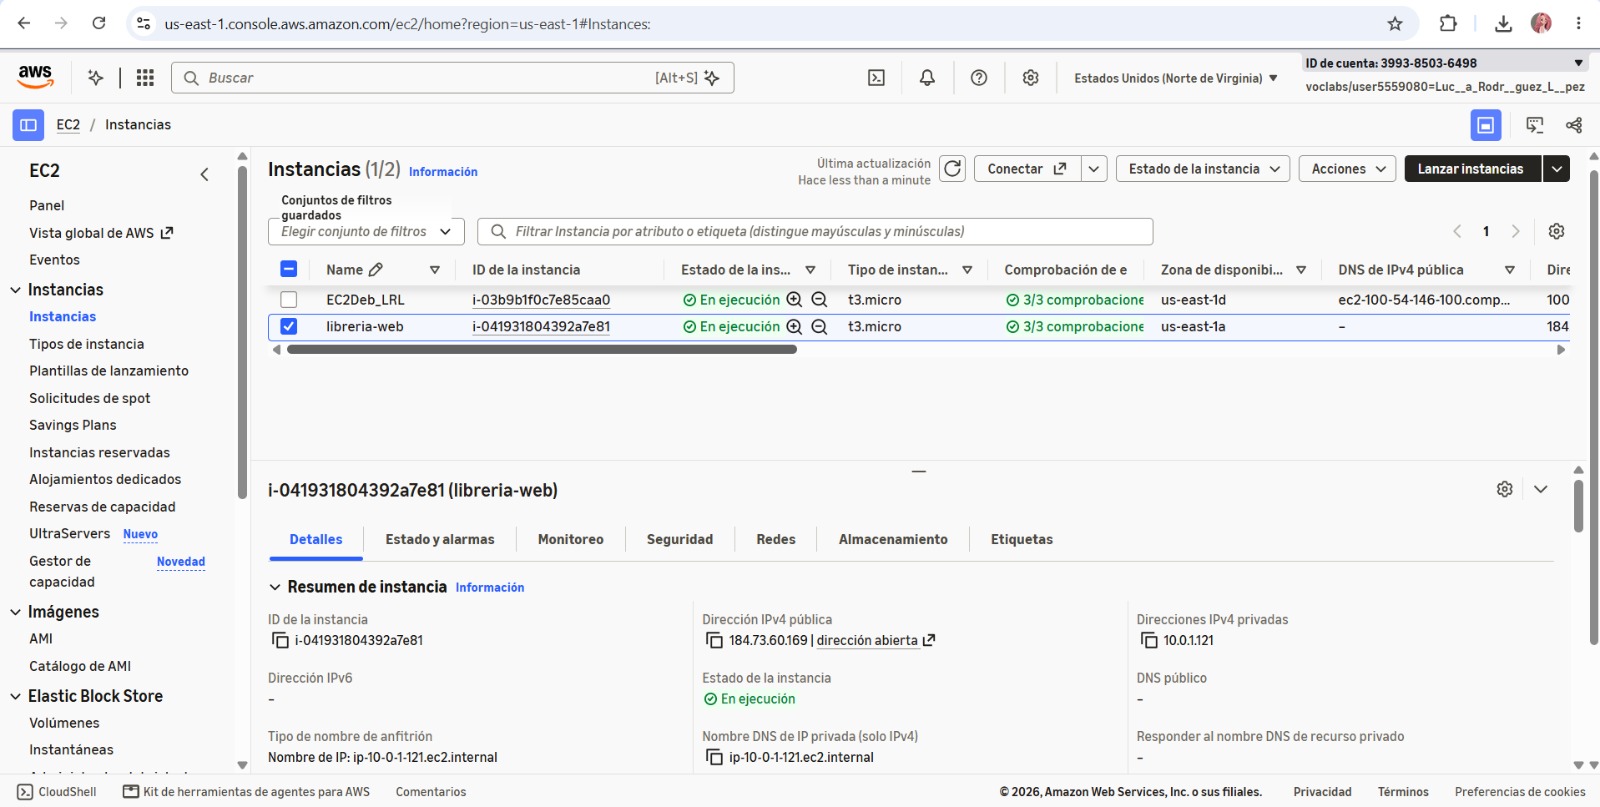 us-east-1.console.aws.amazon.com/ec2/home?region=us-east-1#Instances:
aws
Buscar
[Alt+S]
Estados Unidos (Norte de Virginia)
ID de cuenta: 3993-8503-6498
voclabs/user5559080=Luc__a_Rodr__guez_L__pez
EC2 / Instancias
EC2
Panel
Vista global de AWS
Eventos
Instancias
Instancias
Tipos de instancia
Plantillas de lanzamiento
Solicitudes de spot
Savings Plans
Instancias reservadas
Alojamientos dedicados
Reservas de capacidad
UltraServers Nuevo
Gestor de capacidad Novedad
Imágenes
AMI
Catálogo de AMI
Elastic Block Store
Volúmenes
Instantáneas
Instancias (1/2) Información
Última actualización
Hace less than a minute
Conectar
Estado de la instancia
Acciones
Lanzar instancias
Conjuntos de filtros guardados
Elegir conjunto de filtros
Filtrar Instancia por atributo o etiqueta (distingue mayúsculas y minúsculas)
1
Name ID de la instancia Estado de la ins... Tipo de instan... Comprobación de e Zona de disponibi... DNS de IPv4 pública Dire
EC2Deb_LRL i-03b9b1f0c7e85caa0 En ejecución t3.micro 3/3 comprobacione us-east-1d ec2-100-54-146-100.comp... 100
libreria-web i-041931804392a7e81 En ejecución t3.micro 3/3 comprobacione us-east-1a – 184
i-041931804392a7e81 (libreria-web)
Detalles Estado y alarmas Monitoreo Seguridad Redes Almacenamiento Etiquetas
Resumen de instancia Información
ID de la instancia
i-041931804392a7e81
Dirección IPv4 pública
184.73.60.169 | dirección abierta
Direcciones IPv4 privadas
10.0.1.121
Dirección IPv6
–
Estado de la instancia
En ejecución
DNS público
–
Tipo de nombre de anfitrión
Nombre de IP: ip-10-0-1-121.ec2.internal
Nombre DNS de IP privada (solo IPv4)
ip-10-0-1-121.ec2.internal
Responder al nombre DNS de recurso privado
–
CloudShell
Kit de herramientas de agentes para AWS
Comentarios
© 2026, Amazon Web Services, Inc. o sus filiales.
Privacidad
Términos
Preferencias de cookies